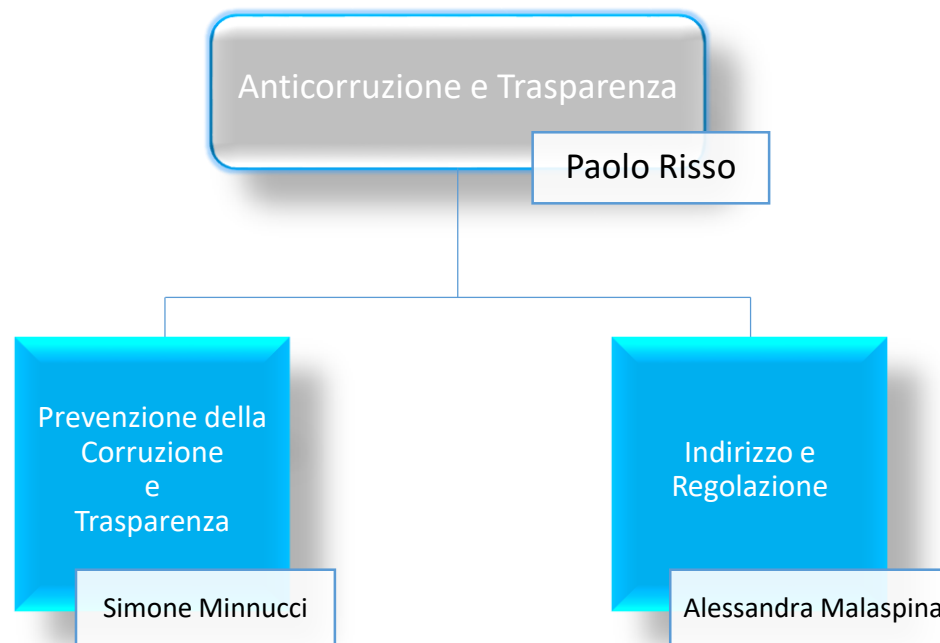 Anticorruzione e Trasparenza
Paolo Risso
Prevenzione della
Corruzione
e
Trasparenza
Simone Minnucci
Indirizzo e
Regolazione
Alessandra Malaspina